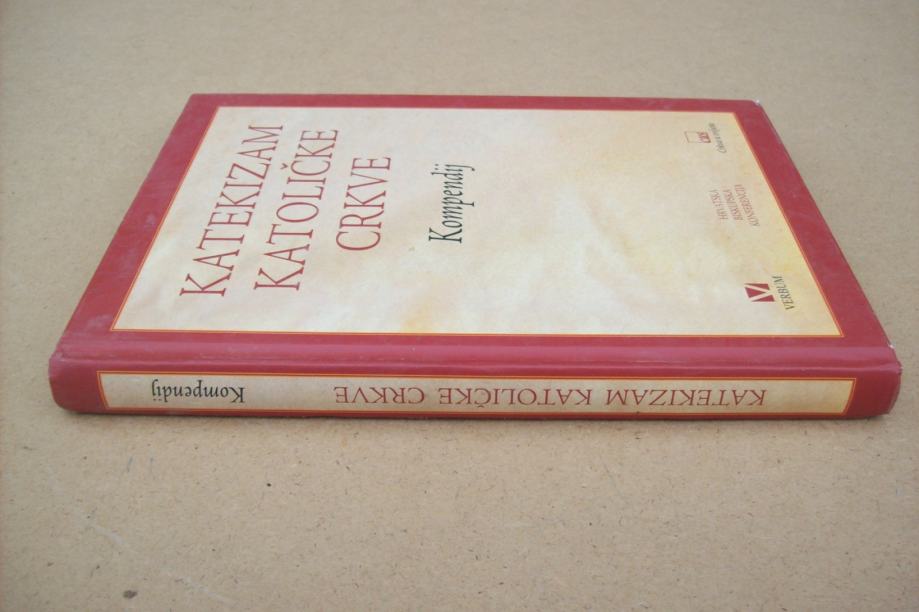 KATEKIZAM
KATOLIČKE
CRKVE
Kompendij
VERBUM
HRVATSKA
BISKUPSKA
KONFERENCIJA
KATEKIZAM KATOLIČKE CRKVE
Kompendij